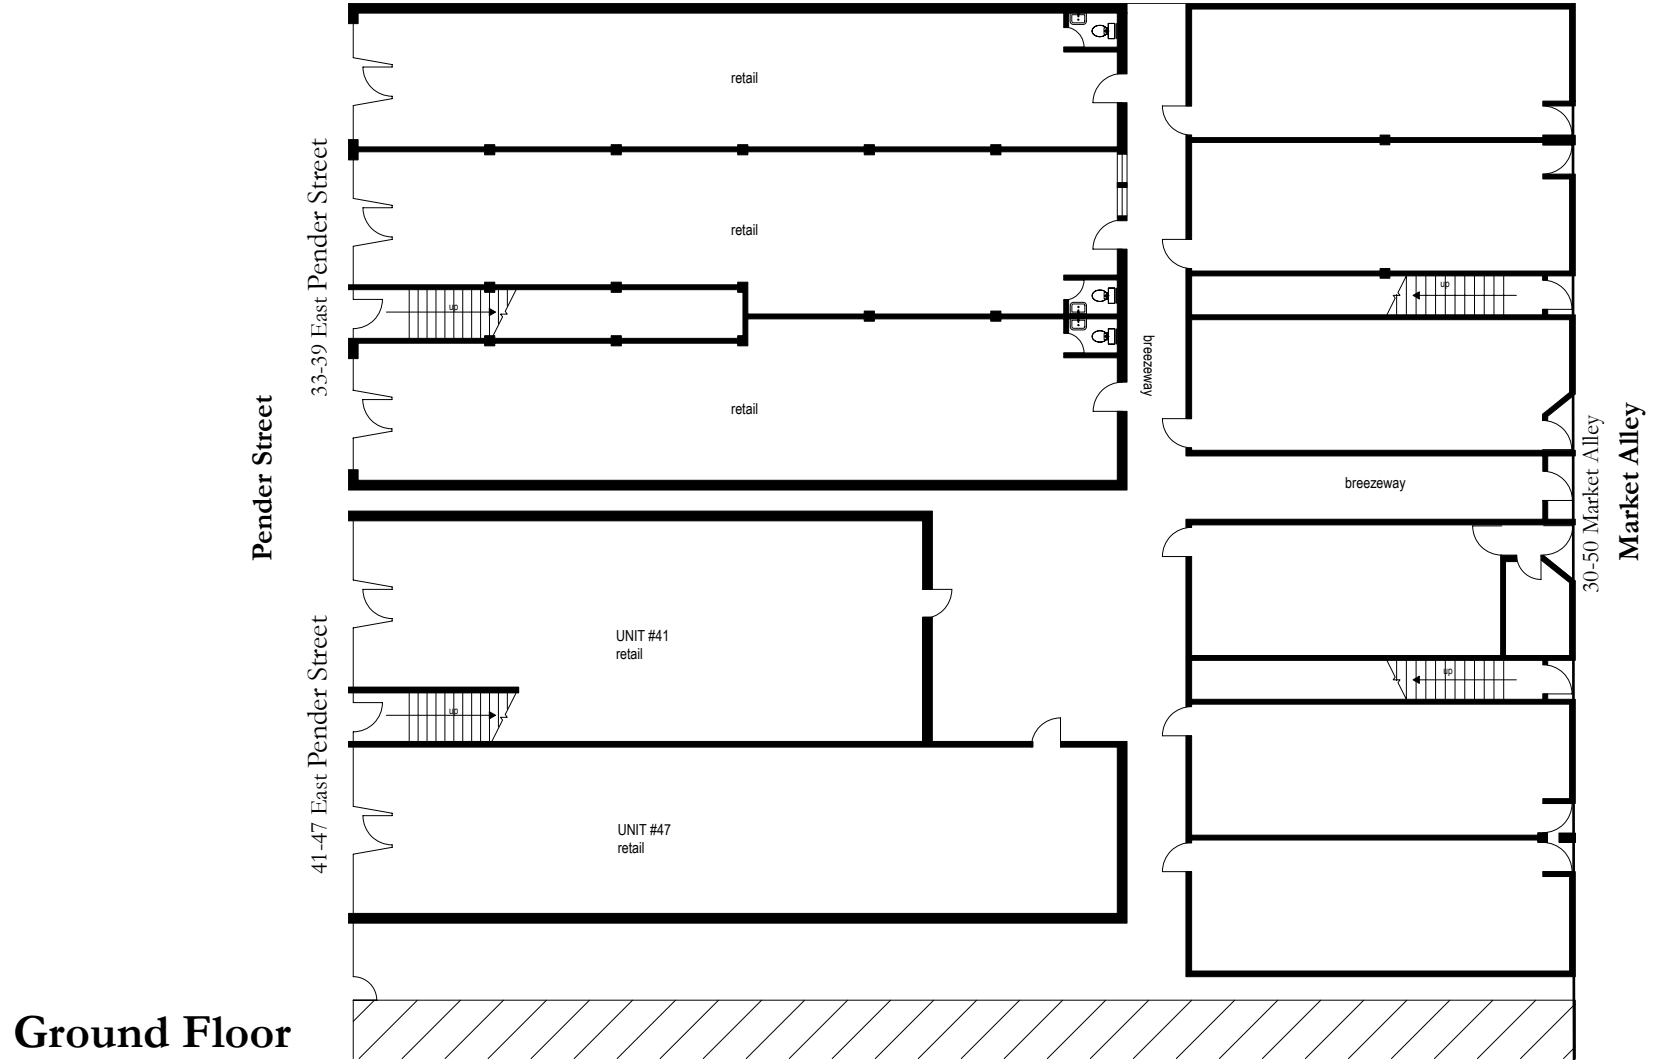 retail
33-39 East Pender Street
retail
up
up
breezeway
retail
Pender Street
30-50 Market Alley
Market Alley
breezeway
UNIT #41
retail
41-47 East Pender Street
up
up
UNIT #47
retail
Ground Floor